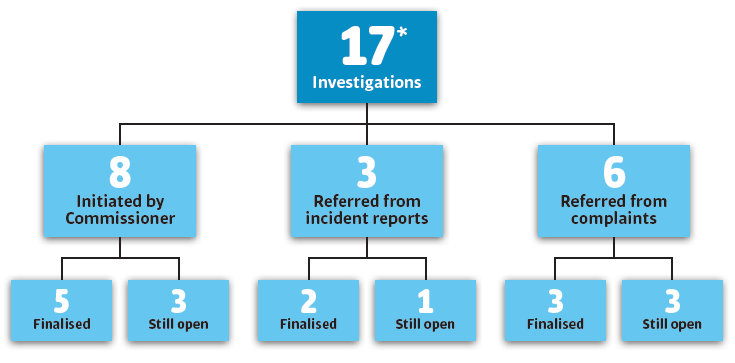 17*
Investigations
8
Initiated by
Commissioner
3
Referred from
incident reports
6
Referred from
complaints
5
Finalised
3
Still open
2
Finalised
1
Still open
3
Finalised
3
Still open